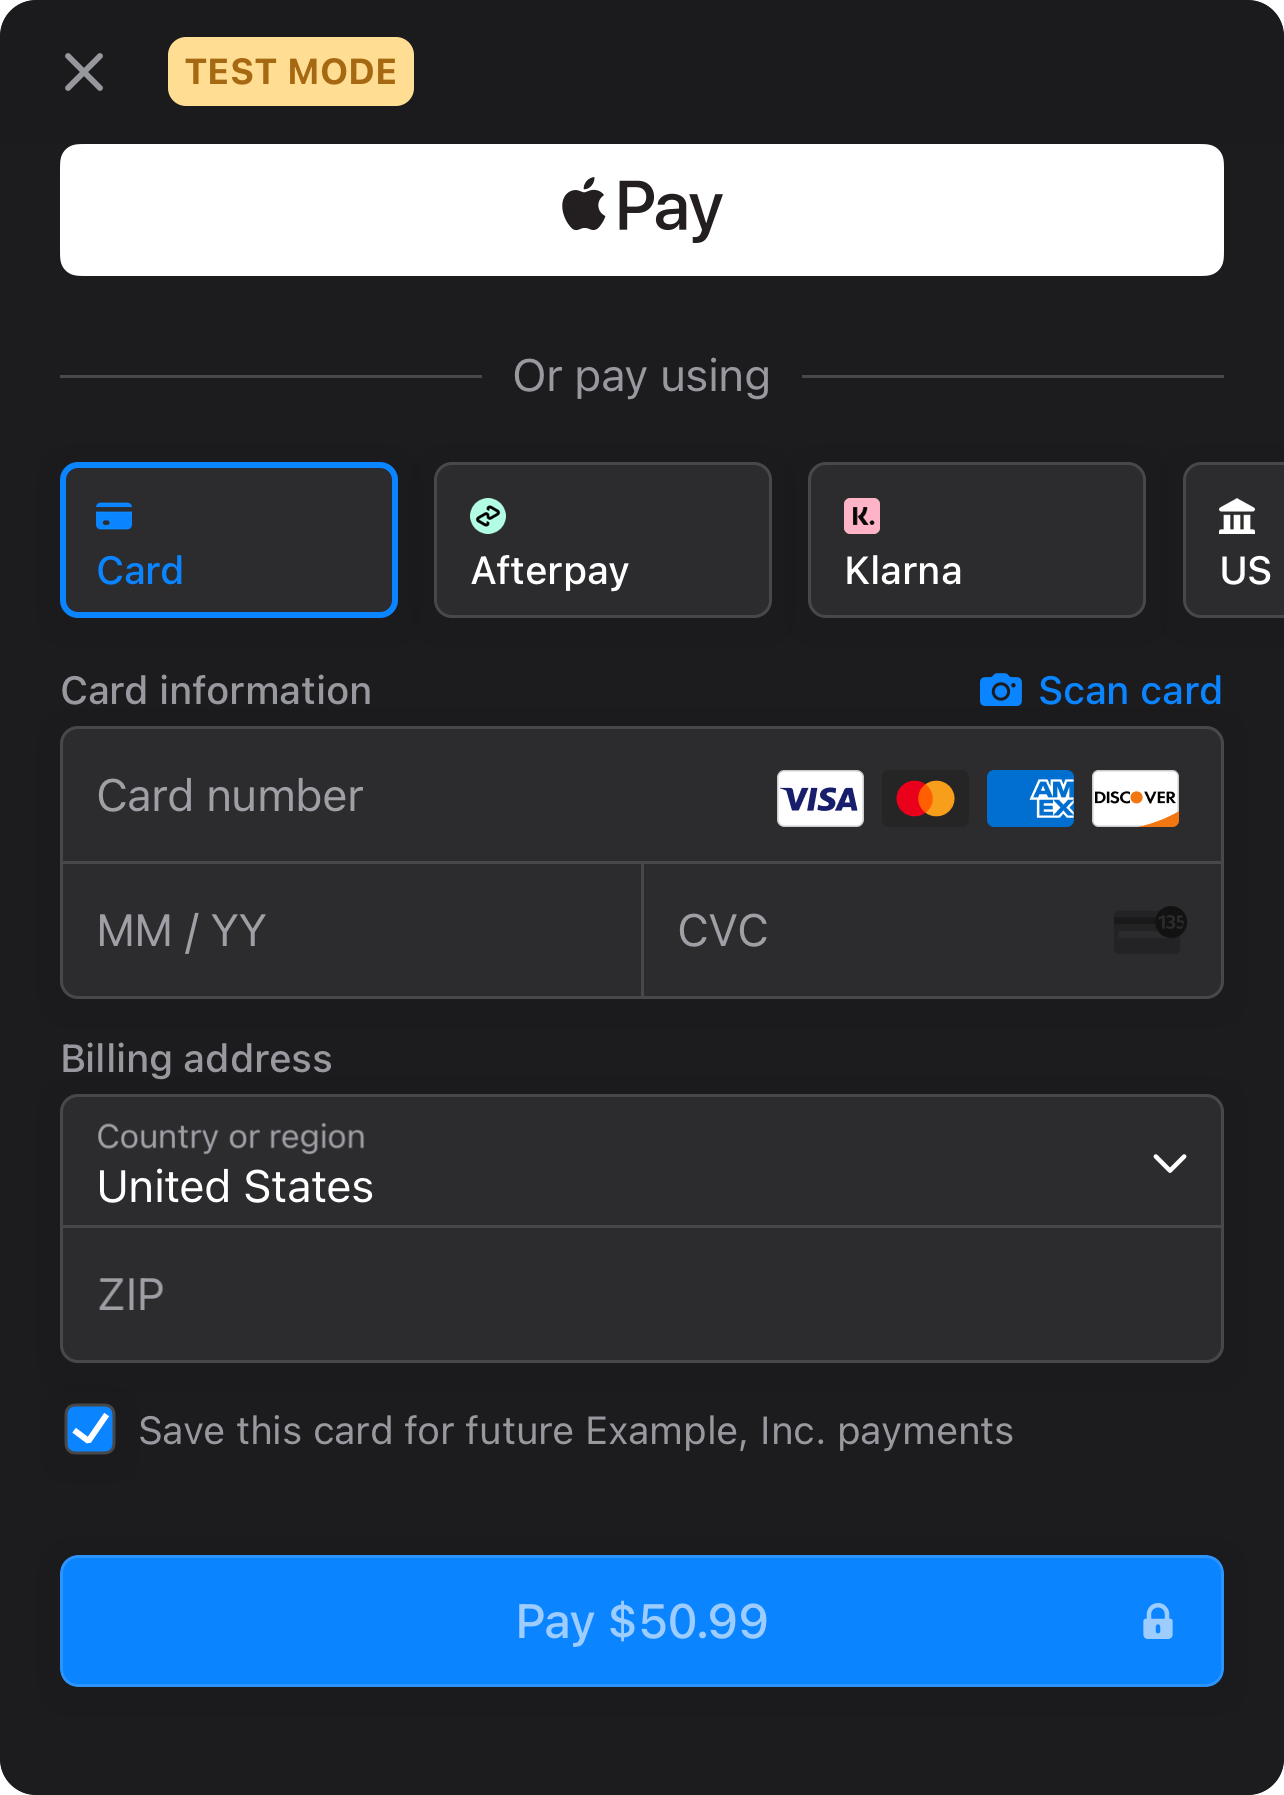 TEST MODE
Pay
Or pay using
Card
Afterpay
K.
Klarna
US
Card information
Scan card
Card number
VISA
AM
EX
DISCOVER
MM / YY
CVC
135
Billing address
Country or region
United States
ZIP
Save this card for future Example, Inc. payments
Pay $50.99